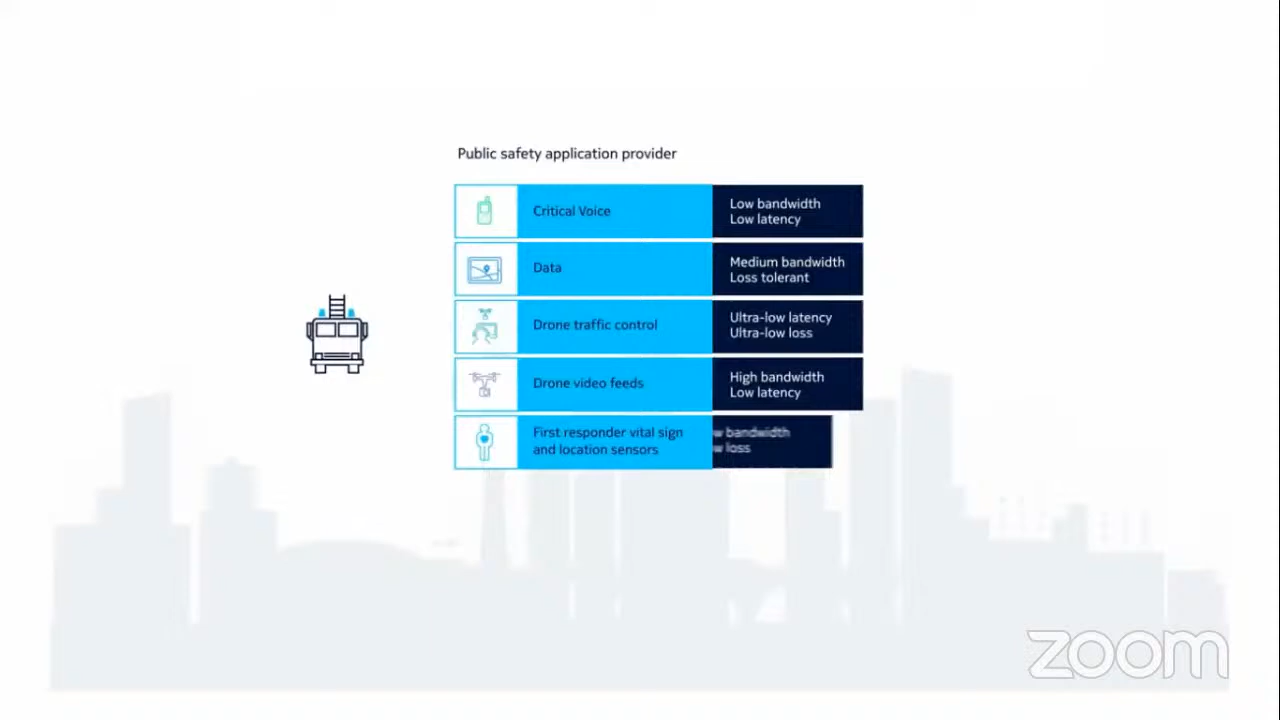 Public safety application provider
Critical Voice
Low bandwidth
Low latency
Data
Medium bandwidth
Loss tolerant
Drone traffic control
Ultra-low latency
Ultra-low loss
Drone video feeds
High bandwidth
Low latency
First responder vital sign
and location sensors
w bandwidth
w loss
zoom